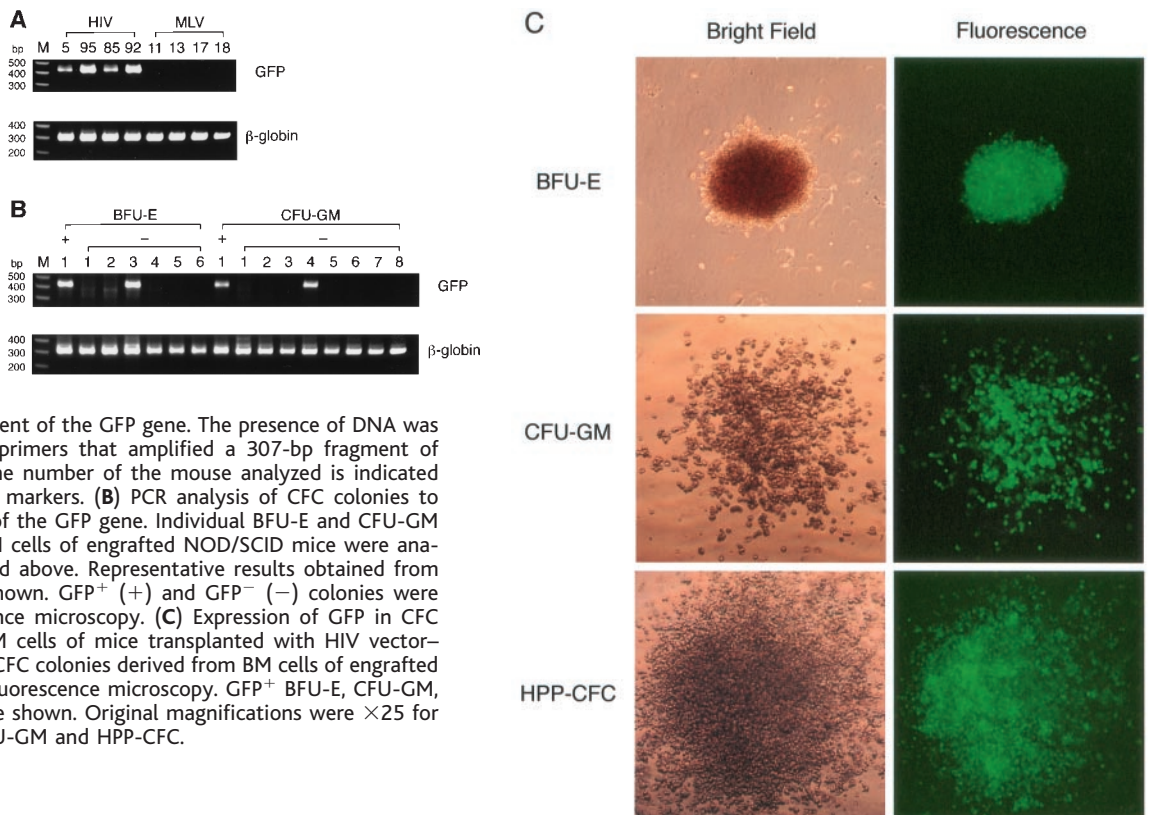 A
HIV MLV
bp M 5 95 85 92 11 13 17 18
500
400
300
GFP
400
300
200
β-globin
B
BFU-E CFU-GM
+ − + −
bp M 1 1 2 3 4 5 6 1 1 2 3 4 5 6 7 8
500
400
300
GFP
400
300
200
β-globin
ent of the GFP gene. The presence of DNA was
primers that amplified a 307-bp fragment of
ne number of the mouse analyzed is indicated
markers. (B) PCR analysis of CFC colonies to
of the GFP gene. Individual BFU-E and CFU-GM
M cells of engrafted NOD/SCID mice were ana-
d above. Representative results obtained from
hown. GFP⁺ (+) and GFP⁻ (−) colonies were
nce microscopy. (C) Expression of GFP in CFC
M cells of mice transplanted with HIV vector–
CFC colonies derived from BM cells of engrafted
uorescence microscopy. GFP⁺ BFU-E, CFU-GM,
e shown. Original magnifications were ×25 for
U-GM and HPP-CFC.
C
Bright Field Fluorescence
BFU-E
CFU-GM
HPP-CFC